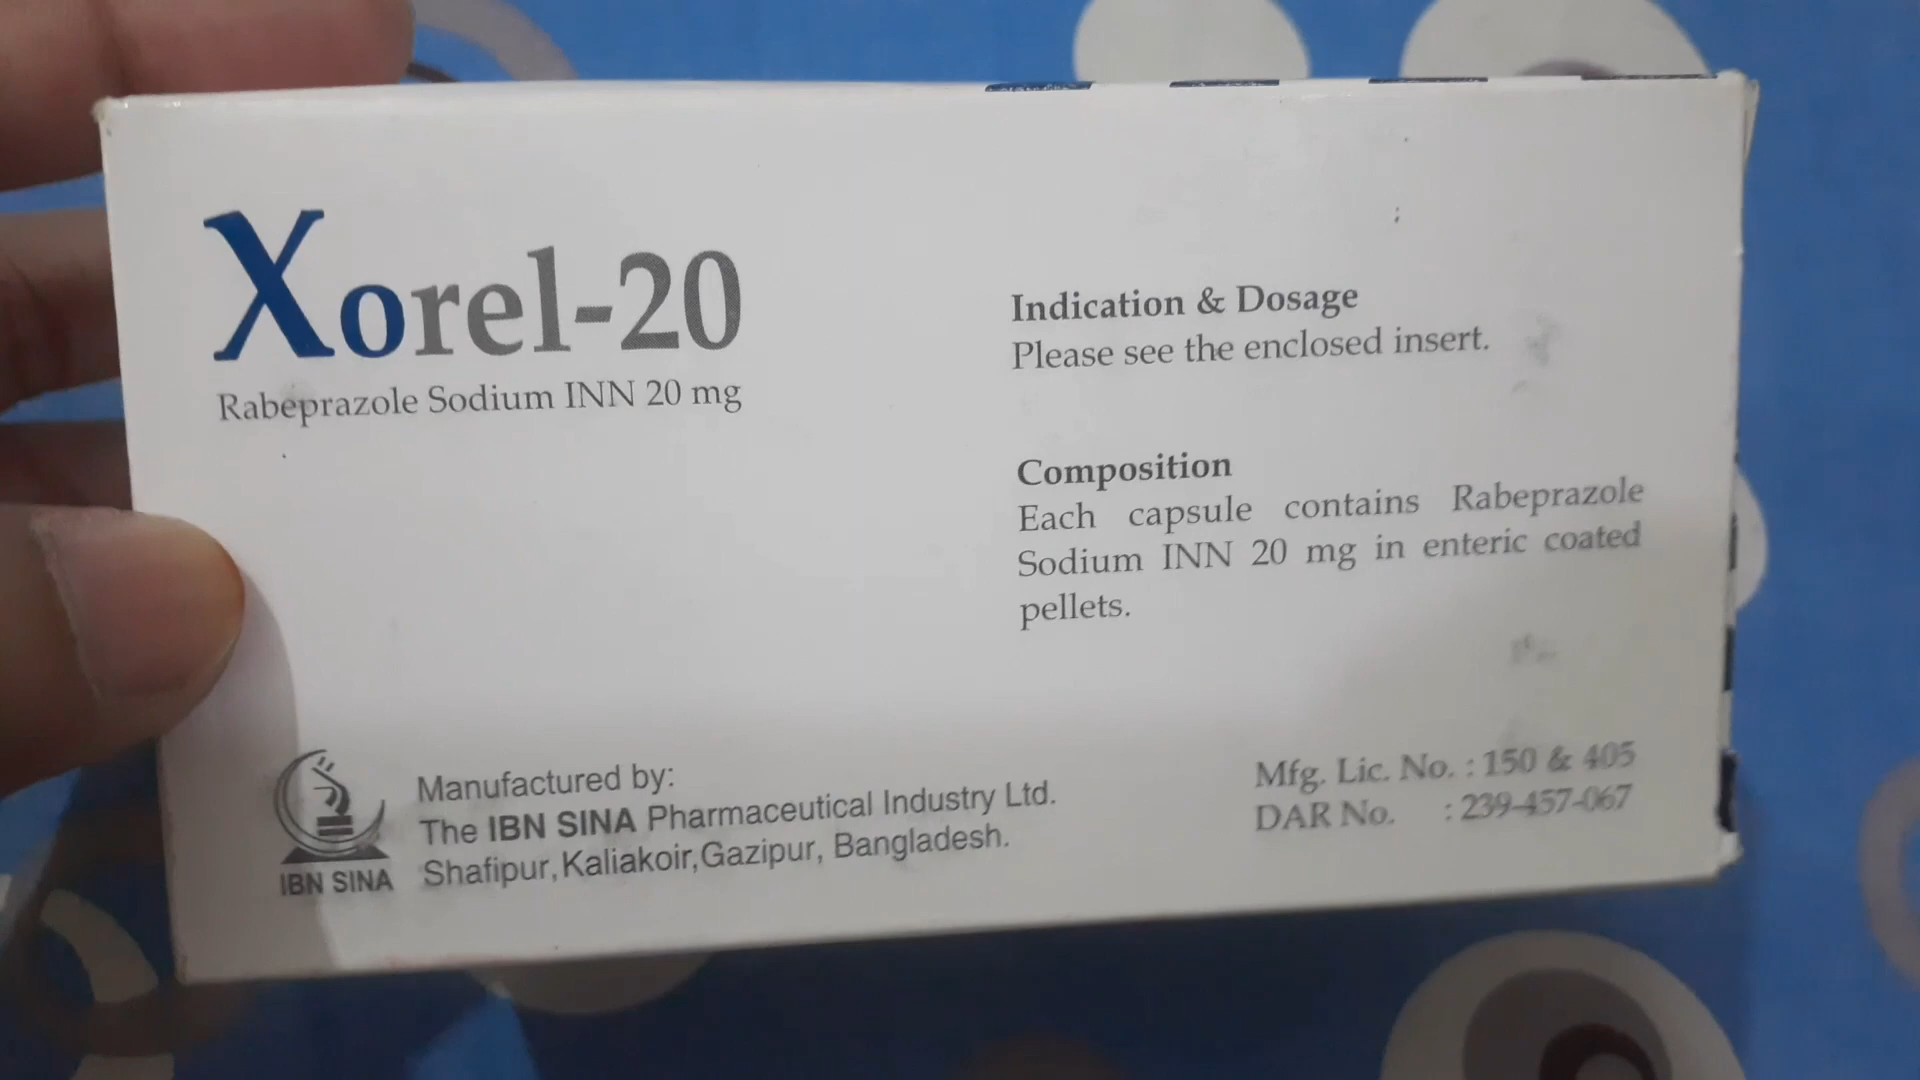 Xorel-20
Rabeprazole Sodium INN 20 mg
Indication & Dosage
Please see the enclosed insert.
Composition
Each capsule contains Rabeprazole
Sodium INN 20 mg in enteric coated
pellets.
IBN SINA
Manufactured by:
The IBN SINA Pharmaceutical Industry Ltd.
Shafipur, Kaliakoir, Gazipur, Bangladesh.
Mfg. Lic. No. : 150 & 405
DAR No. : 239-457-067